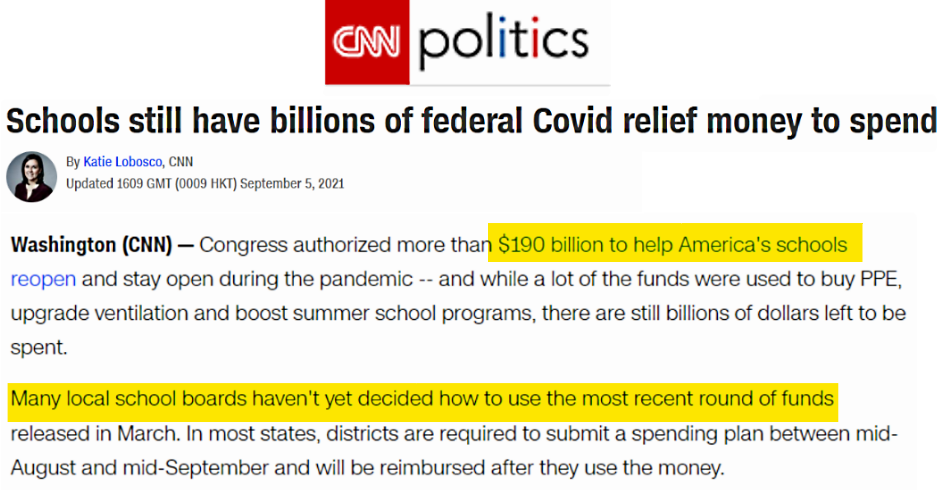 CNN politics
Schools still have billions of federal Covid relief money to spend
By Katie Lobosco, CNN
Updated 1609 GMT (0009 HKT) September 5, 2021
Washington (CNN) — Congress authorized more than $190 billion to help America's schools
reopen and stay open during the pandemic -- and while a lot of the funds were used to buy PPE,
upgrade ventilation and boost summer school programs, there are still billions of dollars left to be
spent.
Many local school boards haven't yet decided how to use the most recent round of funds
released in March. In most states, districts are required to submit a spending plan between mid-
August and mid-September and will be reimbursed after they use the money.